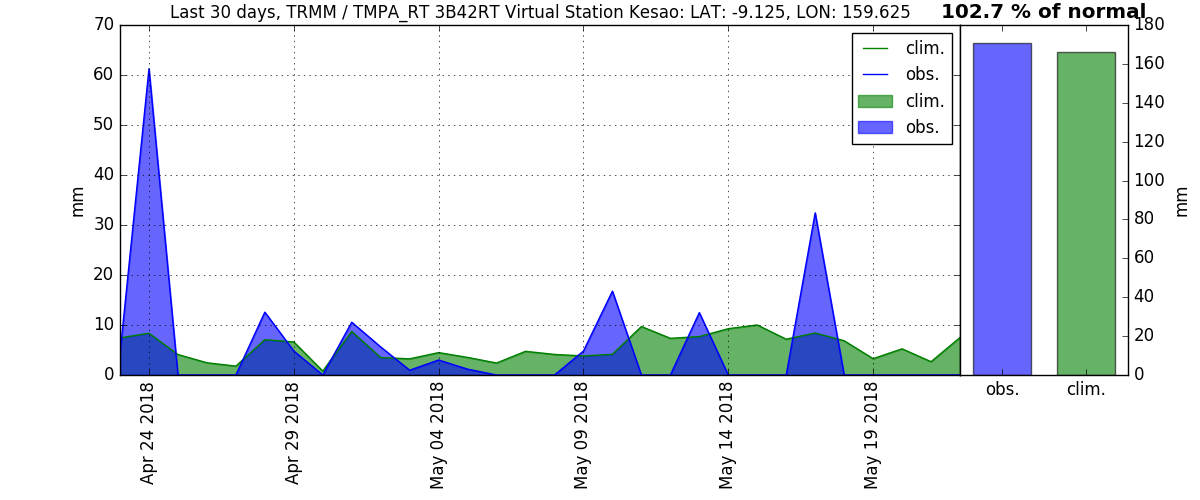 Last 30 days, TRMM / TMPA_RT 3B42RT Virtual Station Kesao: LAT: -9.125, LON: 159.625
102.7 % of normal
70
60
50
40
30
20
10
0
mm
clim.
obs.
clim.
obs.
Apr 24 2018
Apr 29 2018
May 04 2018
May 09 2018
May 14 2018
May 19 2018
180
160
140
120
100
80
60
40
20
0
mm
obs.
clim.